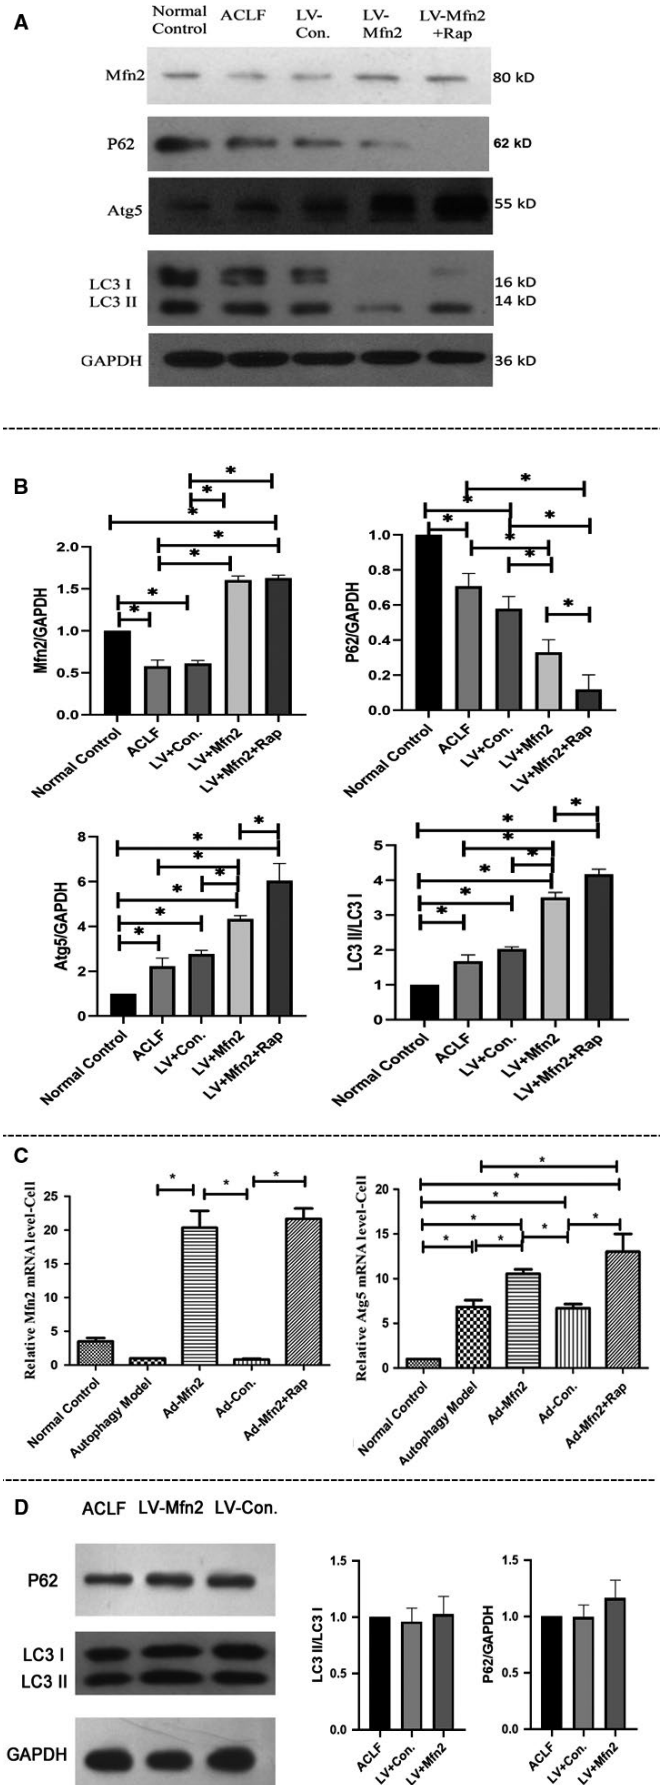 A
Normal Control
ACLF
LV-Con.
LV-Mfn2
LV-Mfn2+Rap
Mfn2
80 kD
P62
62 kD
Atg5
55 kD
LC3 I
16 kD
LC3 II
14 kD
GAPDH
36 kD
B
Mfn2/GAPDH
2.0
1.5
1.0
0.5
0.0
* * * * * * *
Normal Control
ACLF
LV+Con.
LV+Mfn2
LV+Mfn2+Rap
P62/GAPDH
1.0
0.8
0.6
0.4
0.2
0.0
* * * * * * *
Normal Control
ACLF
LV+Con.
LV+Mfn2
LV+Mfn2+Rap
Atg5/GAPDH
8
6
4
2
0
* * * * * * *
Normal Control
ACLF
LV+Con.
LV+Mfn2
LV+Mfn2+Rap
LC3 II/LC3 I
5
4
3
2
1
0
* * * * * * *
Normal Control
ACLF
LV+Con.
LV+Mfn2
LV+Mfn2+Rap
C
Relative Mfn2 mRNA level-Cell
25
20
15
10
5
0
* * *
Normal Control
Autophagy Model
Ad-Mfn2
Ad-Con.
Ad-Mfn2+Rap
Relative Atg5 mRNA level-Cell
20
15
10
5
0
* * * * * * * *
Normal Control
Autophagy Model
Ad-Mfn2
Ad-Con.
Ad-Mfn2+Rap
D
ACLF LV-Mfn2 LV-Con.
P62
LC3 I
LC3 II
GAPDH
LC3 II/LC3 I
1.5
1.0
0.5
0.0
ACLF
LV+Con.
LV+Mfn2
P62/GAPDH
1.5
1.0
0.5
0.0
ACLF
LV+Con.
LV+Mfn2